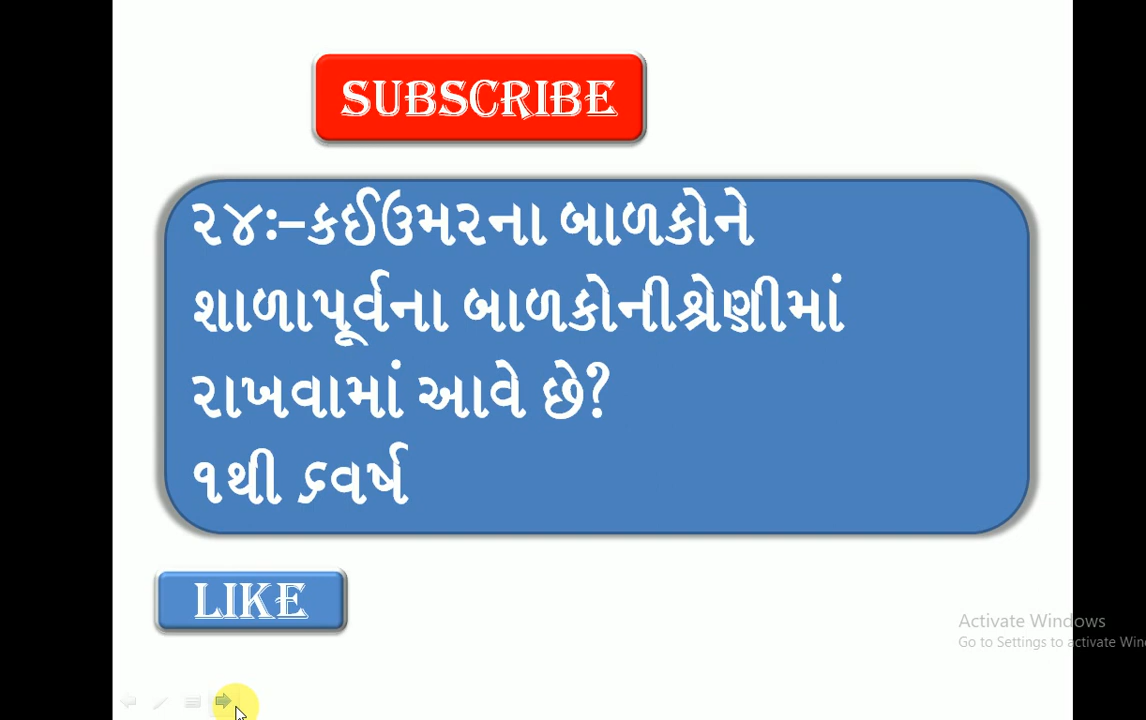 SUBSCRIBE
૨૪:-કઈઉમરના બાળકોને
શાળાપૂર્વના બાળકોનીશ્રેણીમાં
રાખવામાં આવે છે?
૧થી ૬વર્ષ
LIKE
Activate Windows
Go to Settings to activate Win